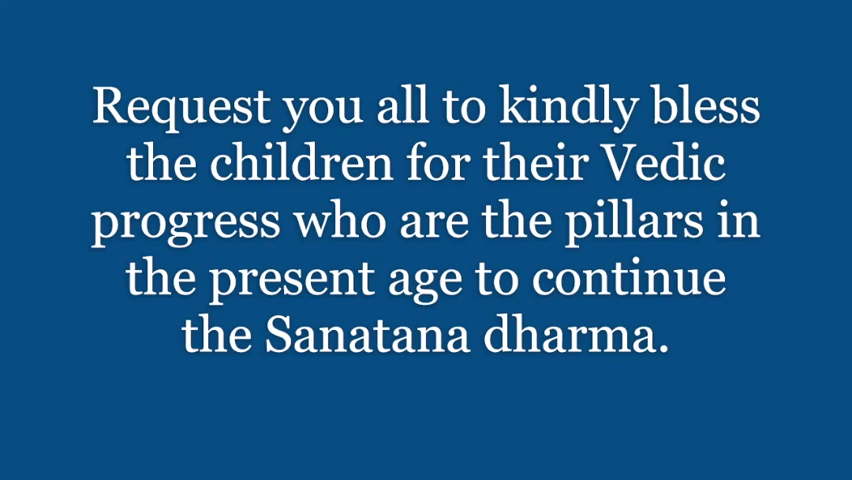 Request you all to kindly bless
the children for their Vedic
progress who are the pillars in
the present age to continue
the Sanatana dharma.